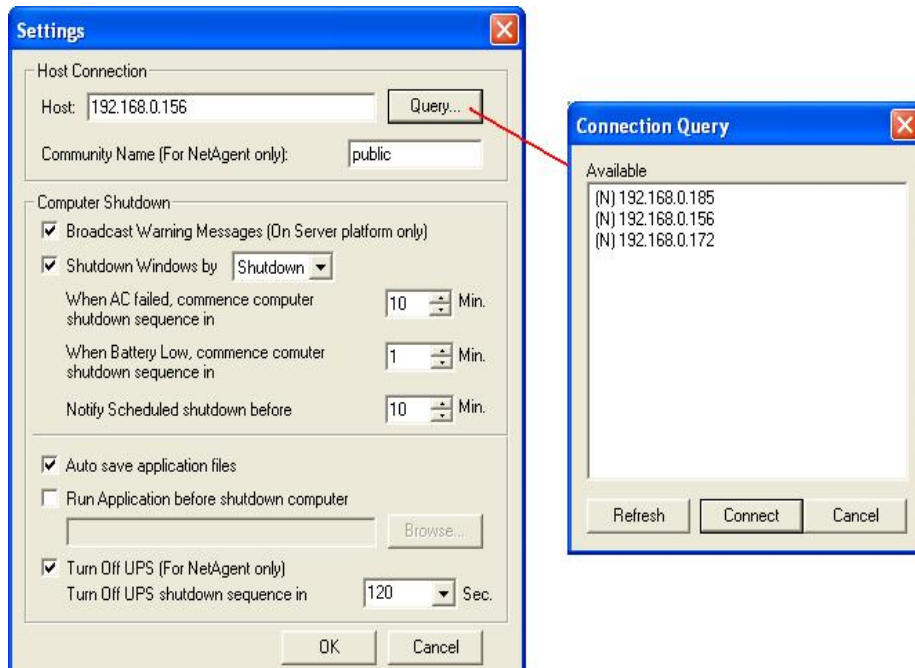 Settings
Host Connection
Host: 192.168.0.156 Query...
Community Name (For NetAgent only): public
Computer Shutdown
Broadcast Warning Messages (On Server platform only)
Shutdown Windows by Shutdown
When AC failed, commence computer
shutdown sequence in
10 Min.
When Battery Low, commence comuter
shutdown sequence in
1 Min.
Notify Scheduled shutdown before 10 Min.
Auto save application files
Run Application before shutdown computer
Browse...
Turn Off UPS (For NetAgent only)
Turn Off UPS shutdown sequence in 120 Sec.
OK Cancel
Connection Query
Available
(N) 192.168.0.185
(N) 192.168.0.156
(N) 192.168.0.172
Refresh Connect Cancel